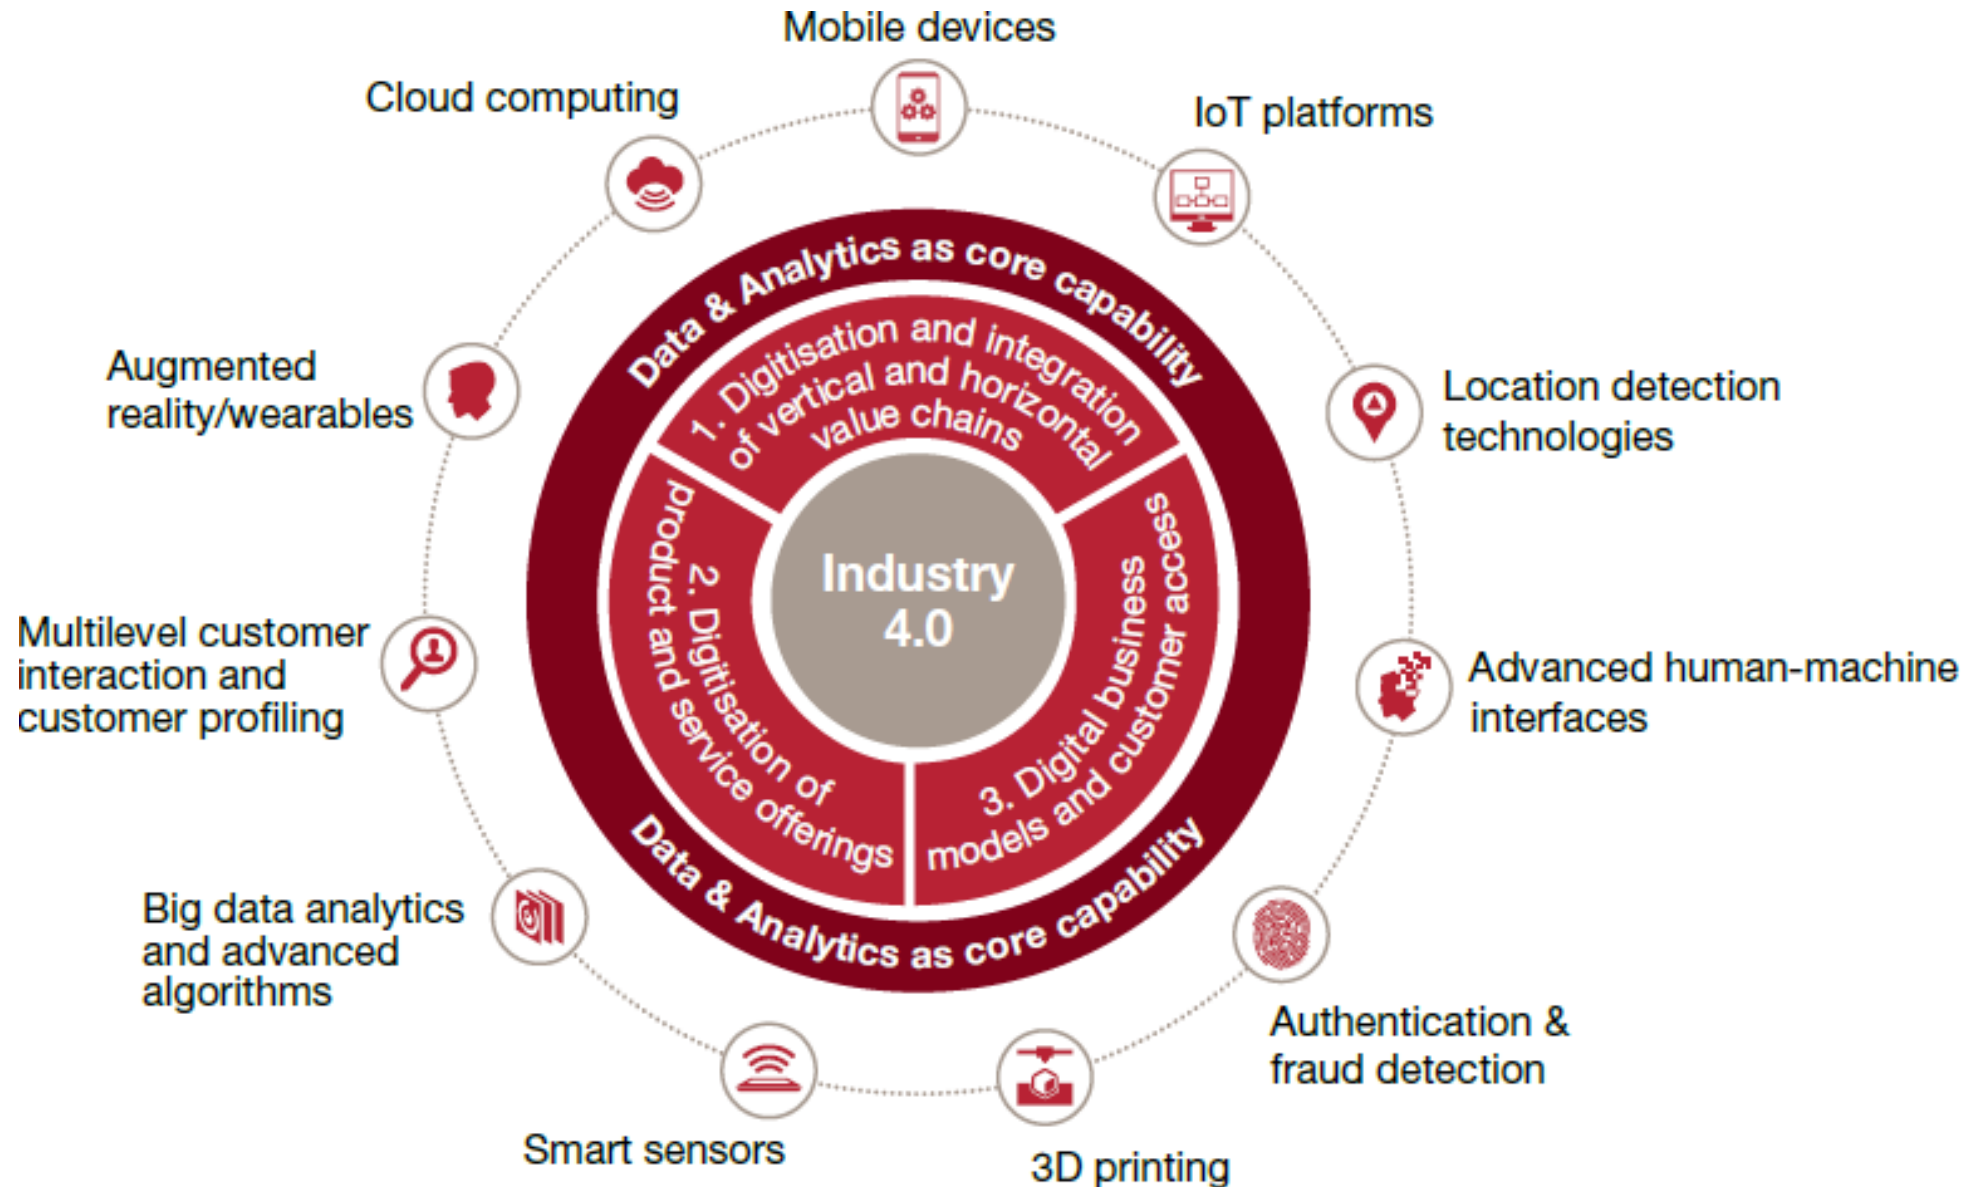 Mobile devices
Cloud computing
IoT platforms
Augmented
reality/wearables
Location detection
technologies
Multilevel customer
interaction and
customer profiling
Advanced human-machine
interfaces
Big data analytics
and advanced
algorithms
Authentication &
fraud detection
Smart sensors
3D printing
Data & Analytics as core capability
1. Digitisation and integration
of vertical and horizontal
value chains
2. Digitisation of
product and service offerings
3. Digital business
models and customer access
Industry
4.0
Data & Analytics as core capability